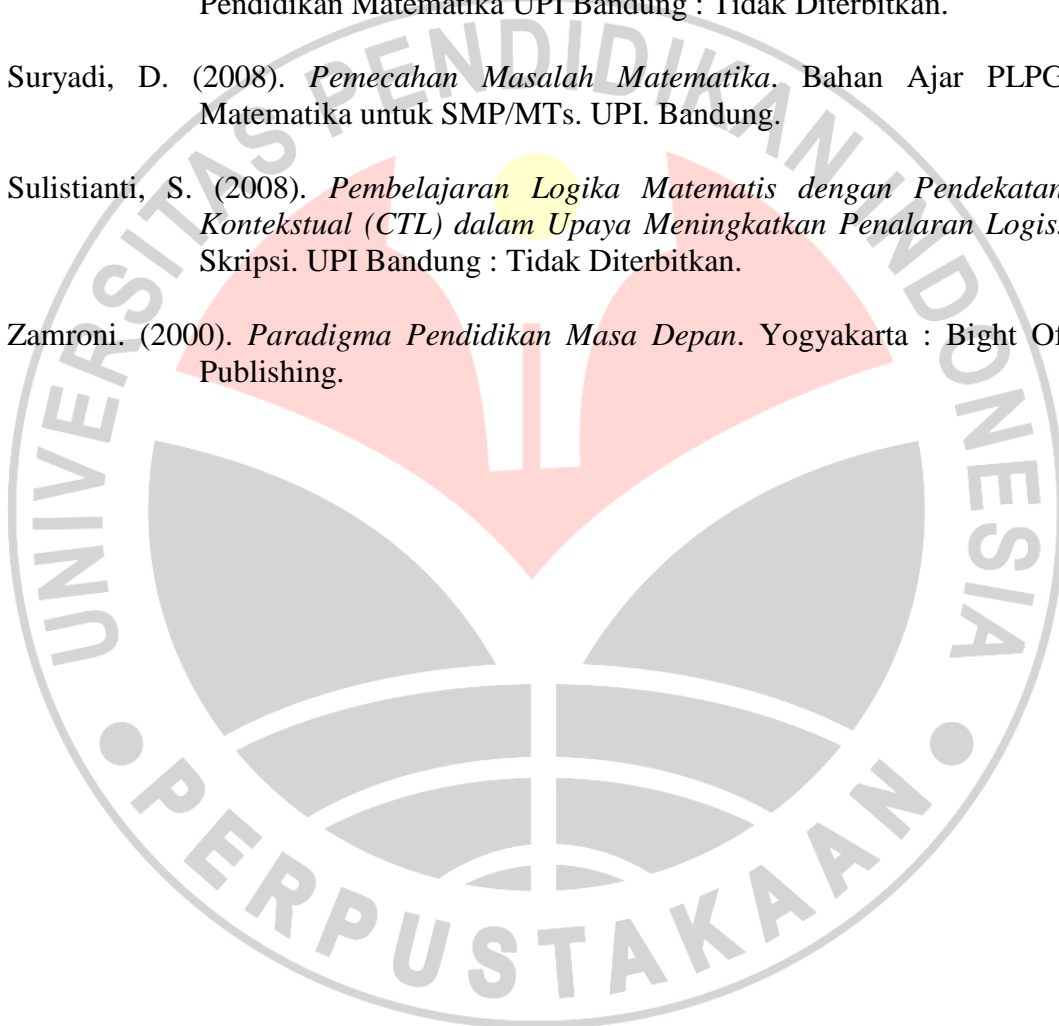 Pendidikan Matematika UPI Bandung : Tidak Diterbitkan.
Suryadi, D. (2008). Pemecahan Masalah Matematika. Bahan Ajar PLPG
Matematika untuk SMP/MTs. UPI. Bandung.
Sulistianti, S. (2008). Pembelajaran Logika Matematis dengan Pendekatan
Kontekstual (CTL) dalam Upaya Meningkatkan Penalaran Logis.
Skripsi. UPI Bandung : Tidak Diterbitkan.
Zamroni. (2000). Paradigma Pendidikan Masa Depan. Yogyakarta : Bight Of
Publishing.
UNIVERSITAS PENDIDIKAN INDONESIA
PERPUSTAKAAN